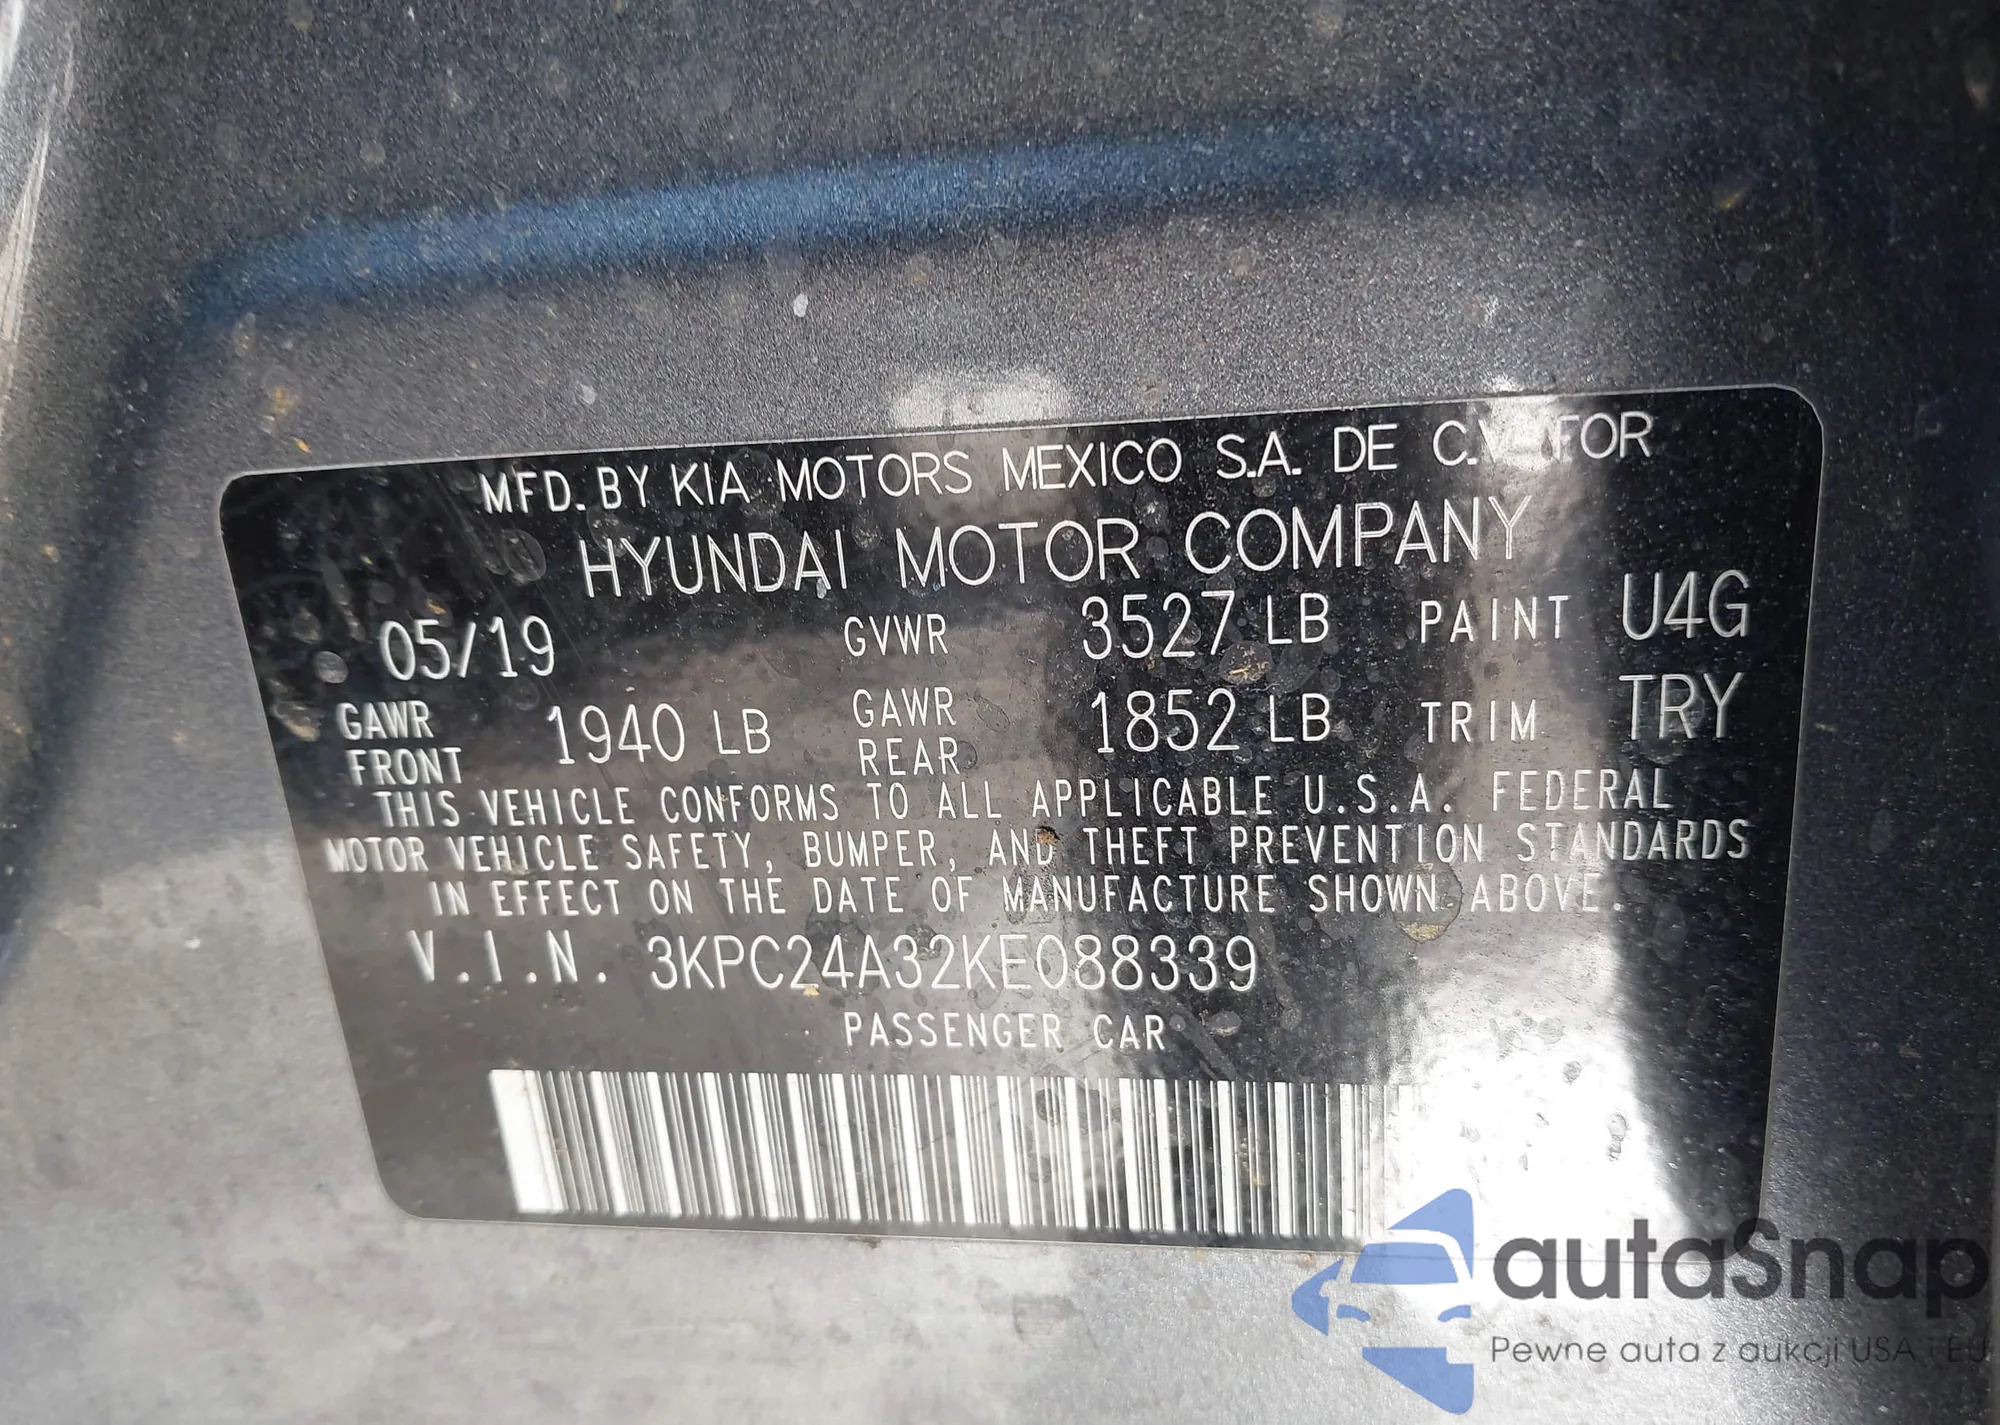 MFD. BY KIA MOTORS MEXICO S.A. DE C.V. FOR
HYUNDAI MOTOR COMPANY
05/19 GVWR 3527 LB PAINT U4G
GAWR FRONT 1940 LB GAWR REAR 1852 LB TRIM TRY
THIS VEHICLE CONFORMS TO ALL APPLICABLE U.S.A. FEDERAL
MOTOR VEHICLE SAFETY, BUMPER, AND THEFT PREVENTION STANDARDS
IN EFFECT ON THE DATE OF MANUFACTURE SHOWN ABOVE.
V.I.N. 3KPC24A32KE088339
PASSENGER CAR
autaSnap
Pewne auta z aukcji USA i EU